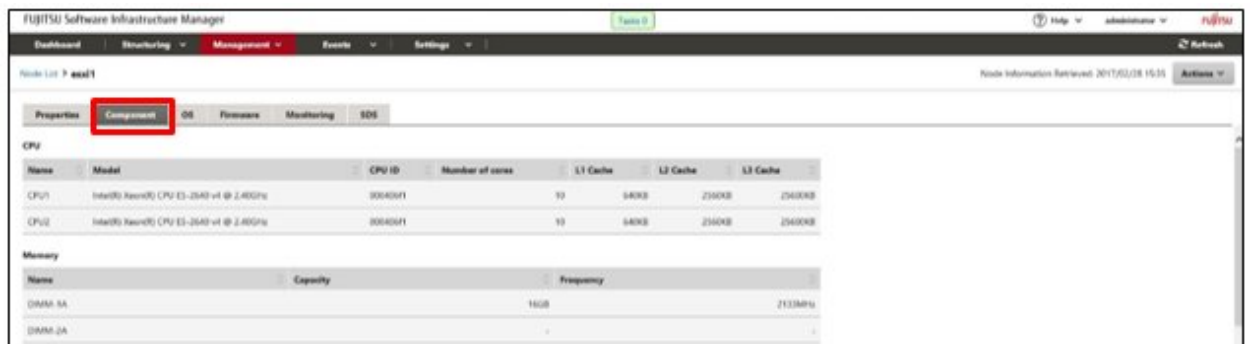 FUJITSU Software Infrastructure Manager Tasks 0 Help administrator FUJITSU
Dashboard Structuring Management Events Settings Refresh
Node List > esxi1 Node Information Retrieved: 2017/02/28 15:35 Actions
Properties Component OS Firmware Monitoring SDS
CPU
Name Model CPU ID Number of cores L1 Cache L2 Cache L3 Cache
CPU1 Intel(R) Xeon(R) CPU E5-2640 v4 @ 2.40GHz 000406f1 10 640KB 2560KB 25600KB
CPU2 Intel(R) Xeon(R) CPU E5-2640 v4 @ 2.40GHz 000406f1 10 640KB 2560KB 25600KB
Memory
Name Capacity Frequency
DIMM-1A 16GB 2133MHz
DIMM-2A - -